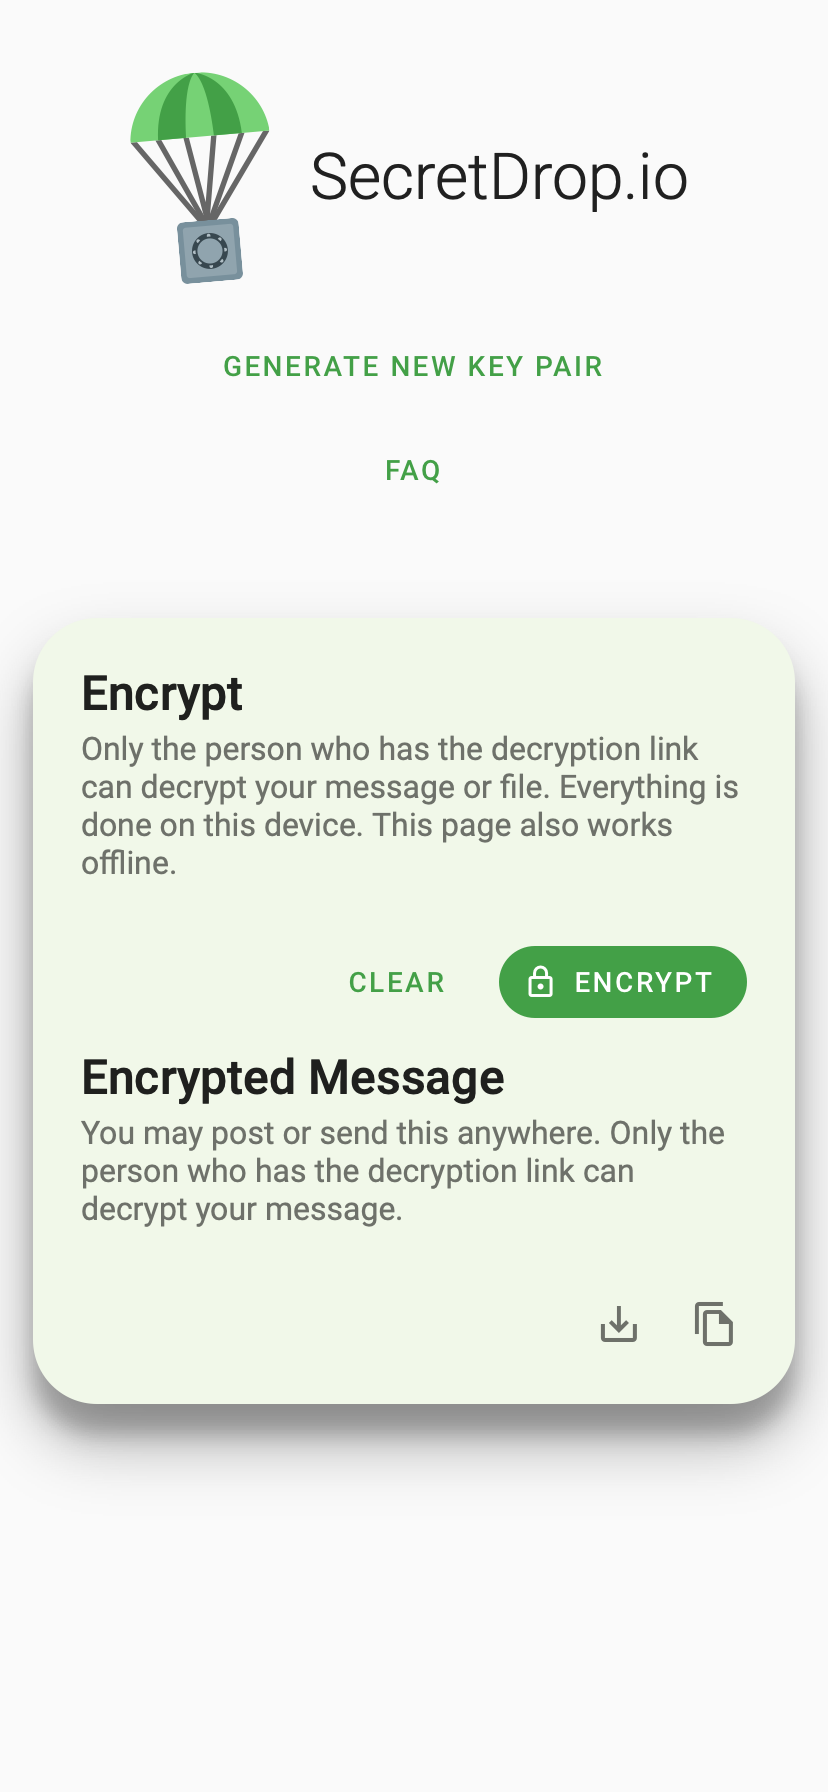 SecretDrop.io
GENERATE NEW KEY PAIR
FAQ
Encrypt
Only the person who has the decryption link
can decrypt your message or file. Everything is
done on this device. This page also works
offline.
CLEAR
ENCRYPT
Encrypted Message
You may post or send this anywhere. Only the
person who has the decryption link can
decrypt your message.